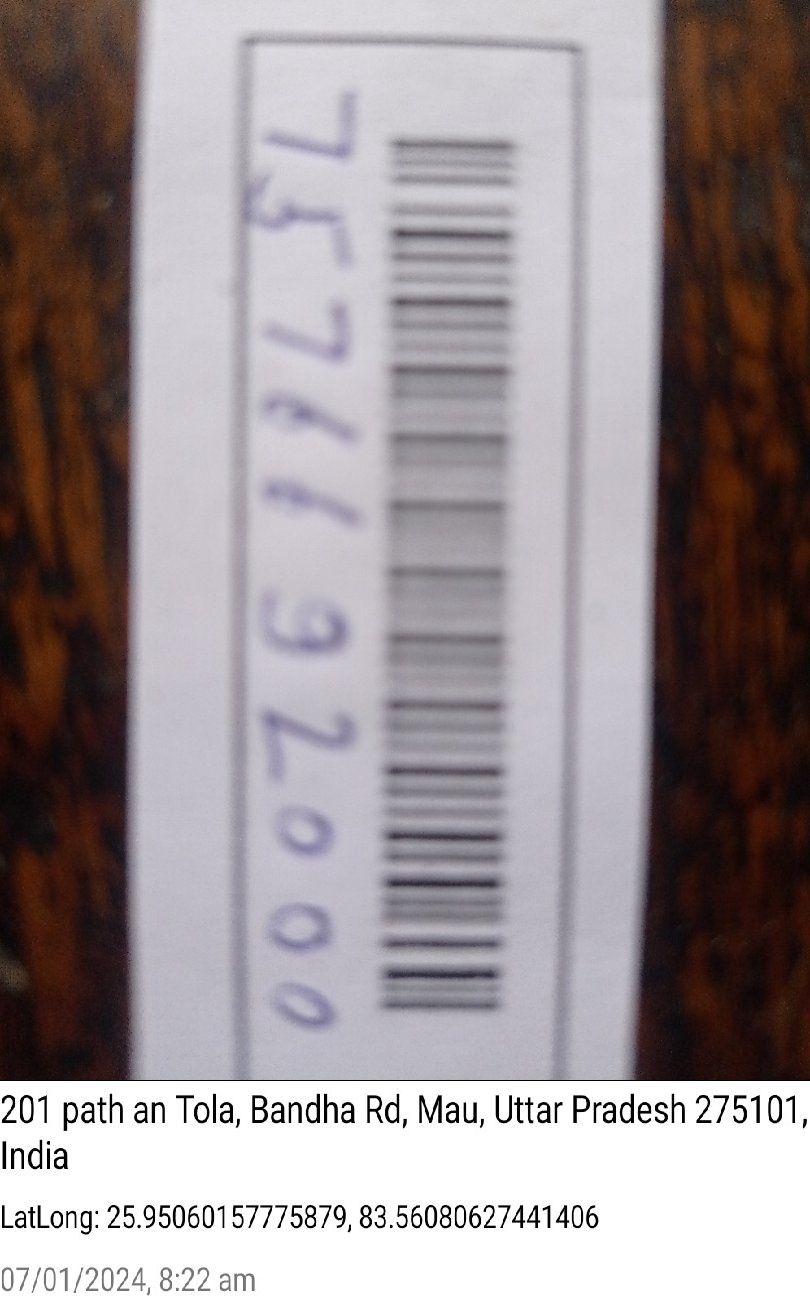 7576692000
201 path an Tola, Bandha Rd, Mau, Uttar Pradesh 275101,
India
LatLong: 25.95060157775879, 83.56080627441406
07/01/2024, 8:22 am